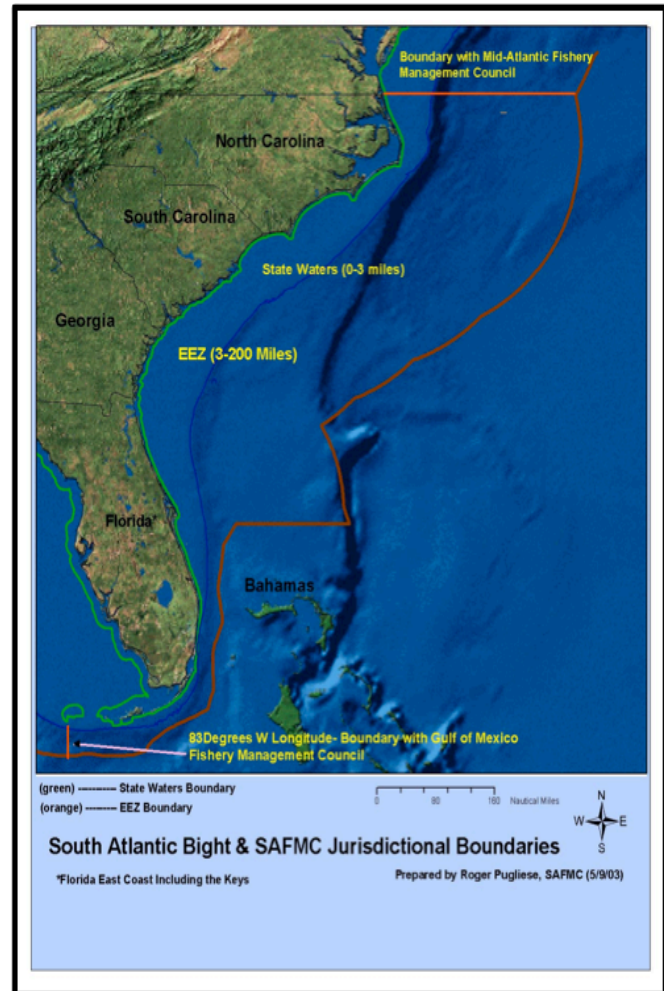 Boundary with Mid-Atlantic Fishery
Management Council
North Carolina
South Carolina
State Waters (0-3 miles)
Georgia
EEZ (3-200 Miles)
Florida*
Bahamas
83Degrees W Longitude- Boundary with Gulf of Mexico
Fishery Management Council
(green) ---------- State Waters Boundary
(orange) -------- EEZ Boundary
0 80 160 Nautical Miles
N
W E
S
South Atlantic Bight & SAFMC Jurisdictional Boundaries
*Florida East Coast Including the Keys
Prepared by Roger Pugliese, SAFMC (5/9/03)